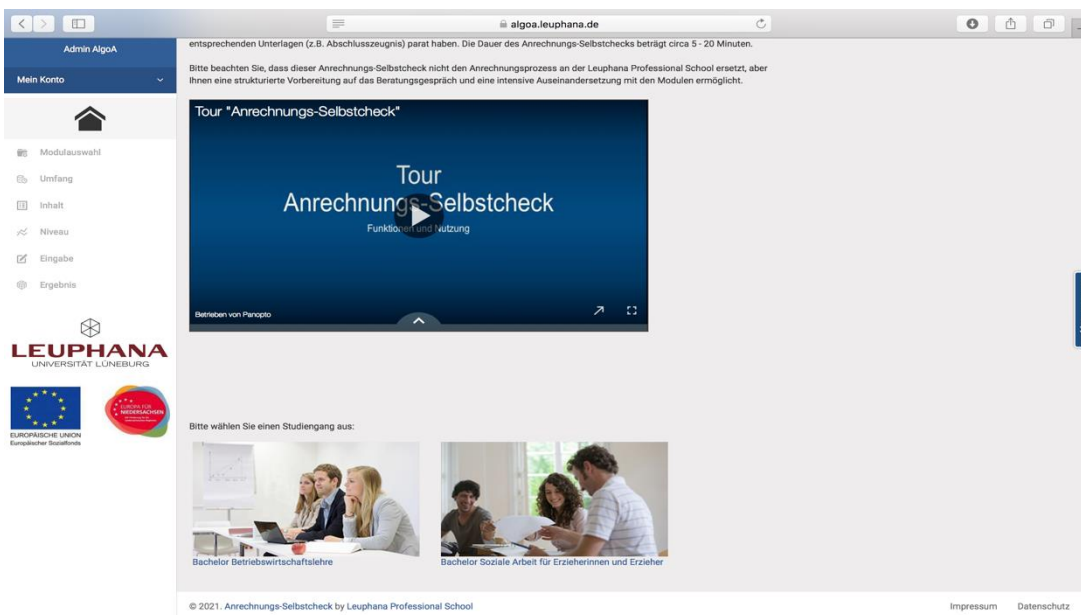 algoa.leuphana.de
Admin AlgoA
Mein Konto
Modulauswahl
Umfang
Inhalt
Niveau
Eingabe
Ergebnis
LEUPHANA
UNIVERSITÄT LÜNEBURG
EUROPÄISCHE UNION
Europäischer Sozialfonds
EUROPA FÜR
NIEDERSACHSEN
entsprechenden Unterlagen (z.B. Abschlusszeugnis) parat haben. Die Dauer des Anrechnungs-Selbstchecks beträgt circa 5 - 20 Minuten.
Bitte beachten Sie, dass dieser Anrechnungs-Selbstcheck nicht den Anrechnungsprozess an der Leuphana Professional School ersetzt, aber
Ihnen eine strukturierte Vorbereitung auf das Beratungsgespräch und eine intensive Auseinandersetzung mit den Modulen ermöglicht.
Tour "Anrechnungs-Selbstcheck"
Tour
Anrechnungs-Selbstcheck
Funktionen und Nutzung
Betrieben von Panopto
Bitte wählen Sie einen Studiengang aus:
Bachelor Betriebswirtschaftslehre
Bachelor Soziale Arbeit für Erzieherinnen und Erzieher
© 2021. Anrechnungs-Selbstcheck by Leuphana Professional School
Impressum
Datenschutz